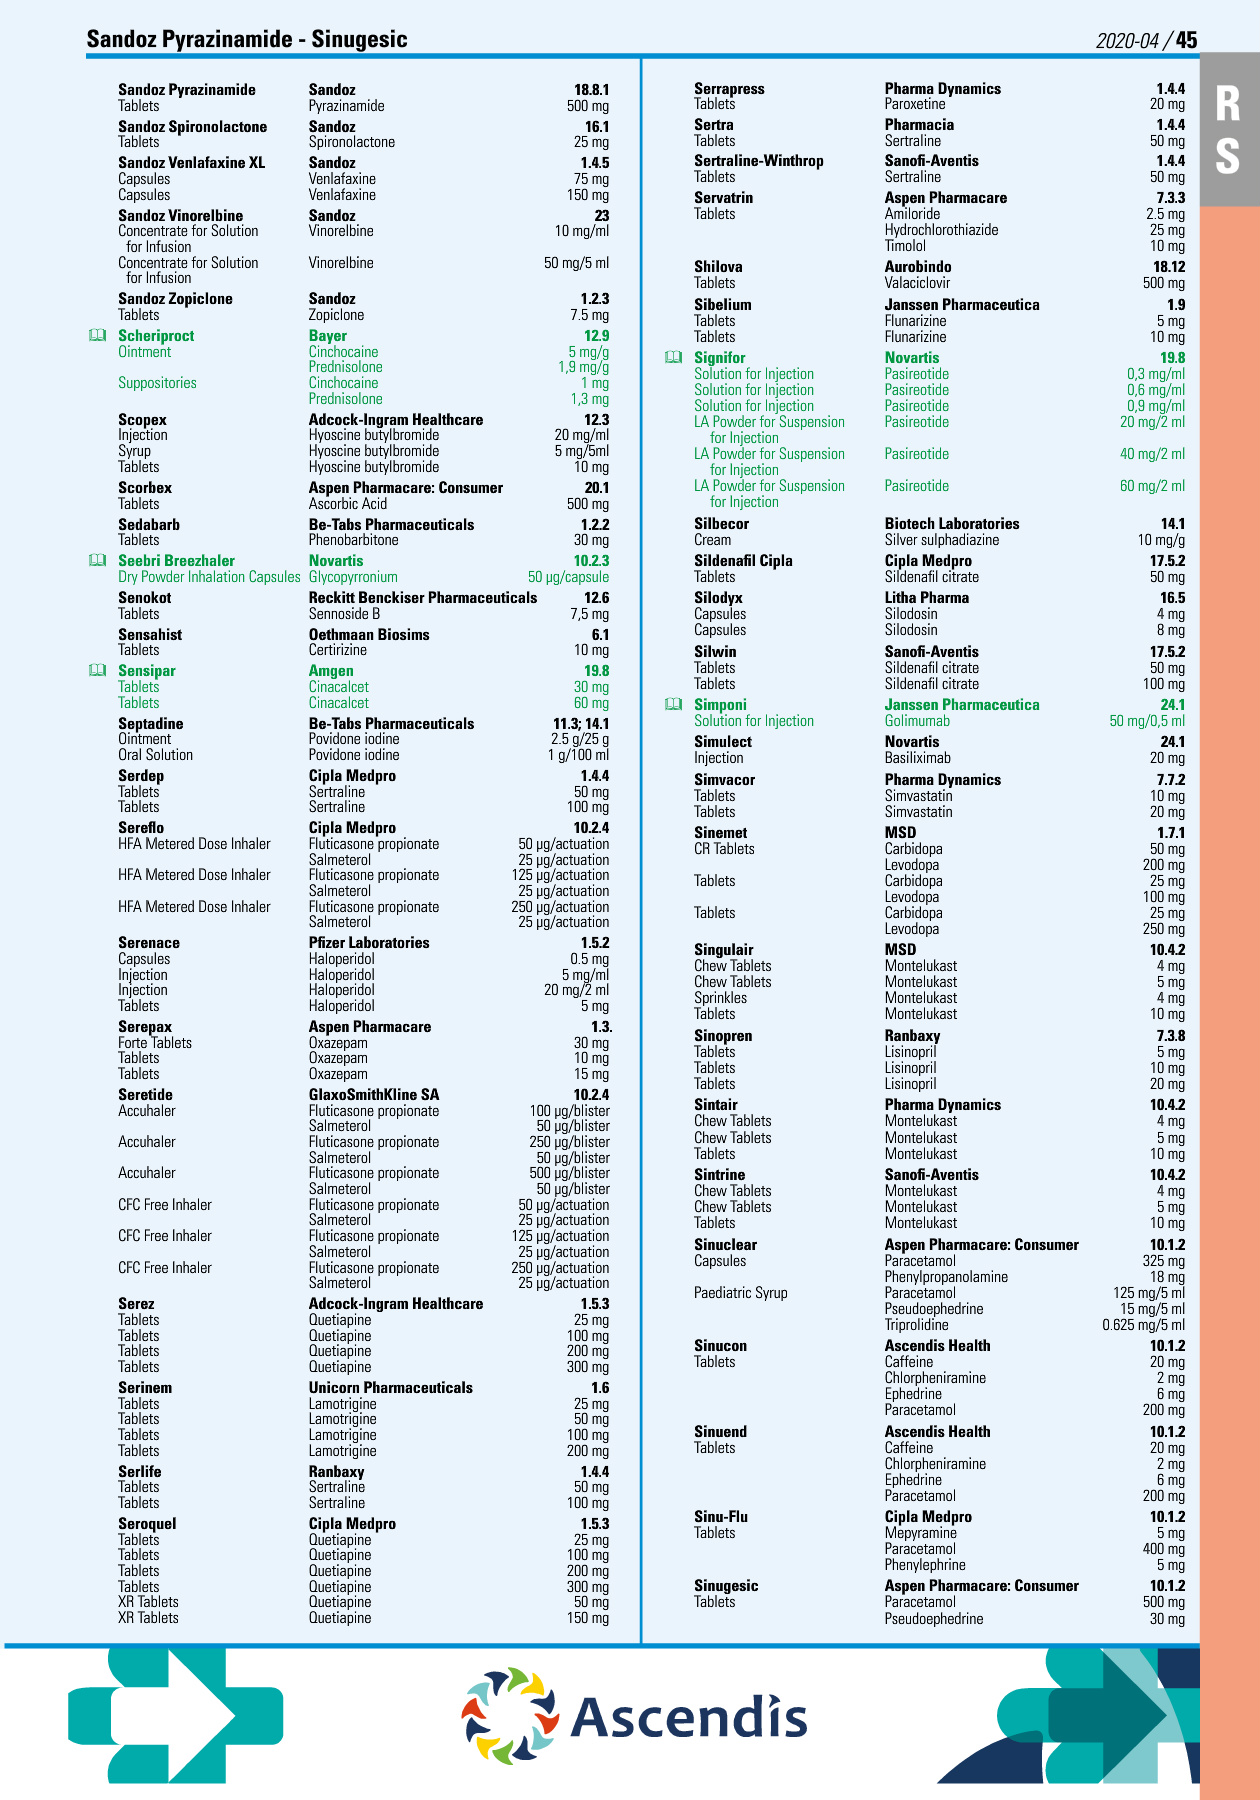 Sandoz Pyrazinamide - Sinugesic
2020-04 / 45
R
S
Sandoz Pyrazinamide Sandoz 18.8.1
Tablets Pyrazinamide 500 mg
Sandoz Spironolactone Sandoz 16.1
Tablets Spironolactone 25 mg
Sandoz Venlafaxine XL Sandoz 1.4.5
Capsules Venlafaxine 75 mg
Capsules Venlafaxine 150 mg
Sandoz Vinorelbine Sandoz 23
Concentrate for Solution Vinorelbine 10 mg/ml
for Infusion
Concentrate for Solution Vinorelbine 50 mg/5 ml
for Infusion
Sandoz Zopiclone Sandoz 1.2.3
Tablets Zopiclone 7.5 mg
Scheriproct Bayer 12.9
Ointment Cinchocaine 5 mg/g
Prednisolone 1,9 mg/g
Suppositories Cinchocaine 1 mg
Prednisolone 1,3 mg
Scopex Adcock-Ingram Healthcare 12.3
Injection Hyoscine butylbromide 20 mg/ml
Syrup Hyoscine butylbromide 5 mg/5ml
Tablets Hyoscine butylbromide 10 mg
Scorbex Aspen Pharmacare: Consumer 20.1
Tablets Ascorbic Acid 500 mg
Sedabarb Be-Tabs Pharmaceuticals 1.2.2
Tablets Phenobarbitone 30 mg
Seebri Breezhaler Novartis 10.2.3
Dry Powder Inhalation Capsules Glycopyrronium 50 µg/capsule
Senokot Reckitt Benckiser Pharmaceuticals 12.6
Tablets Sennoside B 7,5 mg
Sensahist Oethmaan Biosims 6.1
Tablets Certirizine 10 mg
Sensipar Amgen 19.8
Tablets Cinacalcet 30 mg
Tablets Cinacalcet 60 mg
Septadine Be-Tabs Pharmaceuticals 11.3; 14.1
Ointment Povidone iodine 2.5 g/25 g
Oral Solution Povidone iodine 1 g/100 ml
Serdep Cipla Medpro 1.4.4
Tablets Sertraline 50 mg
Tablets Sertraline 100 mg
Sereflo Cipla Medpro 10.2.4
HFA Metered Dose Inhaler Fluticasone propionate 50 µg/actuation
Salmeterol 25 µg/actuation
HFA Metered Dose Inhaler Fluticasone propionate 125 µg/actuation
Salmeterol 25 µg/actuation
HFA Metered Dose Inhaler Fluticasone propionate 250 µg/actuation
Salmeterol 25 µg/actuation
Serenace Pfizer Laboratories 1.5.2
Capsules Haloperidol 0.5 mg
Injection Haloperidol 5 mg/ml
Injection Haloperidol 20 mg/2 ml
Tablets Haloperidol 5 mg
Serepax Aspen Pharmacare 1.3.
Forte Tablets Oxazepam 30 mg
Tablets Oxazepam 10 mg
Tablets Oxazepam 15 mg
Seretide GlaxoSmithKline SA 10.2.4
Accuhaler Fluticasone propionate 100 µg/blister
Salmeterol 50 µg/blister
Accuhaler Fluticasone propionate 250 µg/blister
Salmeterol 50 µg/blister
Accuhaler Fluticasone propionate 500 µg/blister
Salmeterol 50 µg/blister
CFC Free Inhaler Fluticasone propionate 50 µg/actuation
Salmeterol 25 µg/actuation
CFC Free Inhaler Fluticasone propionate 125 µg/actuation
Salmeterol 25 µg/actuation
CFC Free Inhaler Fluticasone propionate 250 µg/actuation
Salmeterol 25 µg/actuation
Serez Adcock-Ingram Healthcare 1.5.3
Tablets Quetiapine 25 mg
Tablets Quetiapine 100 mg
Tablets Quetiapine 200 mg
Tablets Quetiapine 300 mg
Serinem Unicorn Pharmaceuticals 1.6
Tablets Lamotrigine 25 mg
Tablets Lamotrigine 50 mg
Tablets Lamotrigine 100 mg
Tablets Lamotrigine 200 mg
Serlife Ranbaxy 1.4.4
Tablets Sertraline 50 mg
Tablets Sertraline 100 mg
Seroquel Cipla Medpro 1.5.3
Tablets Quetiapine 25 mg
Tablets Quetiapine 100 mg
Tablets Quetiapine 200 mg
Tablets Quetiapine 300 mg
XR Tablets Quetiapine 50 mg
XR Tablets Quetiapine 150 mg
Serrapress Pharma Dynamics 1.4.4
Tablets Paroxetine 20 mg
Sertra Pharmacia 1.4.4
Tablets Sertraline 50 mg
Sertraline-Winthrop Sanofi-Aventis 1.4.4
Tablets Sertraline 50 mg
Servatrin Aspen Pharmacare 7.3.3
Tablets Amiloride 2.5 mg
Hydrochlorothiazide 25 mg
Timolol 10 mg
Shilova Aurobindo 18.12
Tablets Valaciclovir 500 mg
Sibelium Janssen Pharmaceutica 1.9
Tablets Flunarizine 5 mg
Tablets Flunarizine 10 mg
Signifor Novartis 19.8
Solution for Injection Pasireotide 0,3 mg/ml
Solution for Injection Pasireotide 0,6 mg/ml
Solution for Injection Pasireotide 0,9 mg/ml
LA Powder for Suspension Pasireotide 20 mg/2 ml
for Injection
LA Powder for Suspension Pasireotide 40 mg/2 ml
for Injection
LA Powder for Suspension Pasireotide 60 mg/2 ml
for Injection
Silbecor Biotech Laboratories 14.1
Cream Silver sulphadiazine 10 mg/g
Sildenafil Cipla Cipla Medpro 17.5.2
Tablets Sildenafil citrate 50 mg
Silodyx Litha Pharma 16.5
Capsules Silodosin 4 mg
Capsules Silodosin 8 mg
Silwin Sanofi-Aventis 17.5.2
Tablets Sildenafil citrate 50 mg
Tablets Sildenafil citrate 100 mg
Simponi Janssen Pharmaceutica 24.1
Solution for Injection Golimumab 50 mg/0,5 ml
Simulect Novartis 24.1
Injection Basiliximab 20 mg
Simvacor Pharma Dynamics 7.7.2
Tablets Simvastatin 10 mg
Tablets Simvastatin 20 mg
Sinemet MSD 1.7.1
CR Tablets Carbidopa 50 mg
Levodopa 200 mg
Tablets Carbidopa 25 mg
Levodopa 100 mg
Tablets Carbidopa 25 mg
Levodopa 250 mg
Singulair MSD 10.4.2
Chew Tablets Montelukast 4 mg
Chew Tablets Montelukast 5 mg
Sprinkles Montelukast 4 mg
Tablets Montelukast 10 mg
Sinopren Ranbaxy 7.3.8
Tablets Lisinopril 5 mg
Tablets Lisinopril 10 mg
Tablets Lisinopril 20 mg
Sintair Pharma Dynamics 10.4.2
Chew Tablets Montelukast 4 mg
Chew Tablets Montelukast 5 mg
Tablets Montelukast 10 mg
Sintrine Sanofi-Aventis 10.4.2
Chew Tablets Montelukast 4 mg
Chew Tablets Montelukast 5 mg
Tablets Montelukast 10 mg
Sinuclear Aspen Pharmacare: Consumer 10.1.2
Capsules Paracetamol 325 mg
Phenylpropanolamine 18 mg
Paediatric Syrup Paracetamol 125 mg/5 ml
Pseudoephedrine 15 mg/5 ml
Triprolidine 0.625 mg/5 ml
Sinucon Ascendis Health 10.1.2
Tablets Caffeine 20 mg
Chlorpheniramine 2 mg
Ephedrine 6 mg
Paracetamol 200 mg
Sinuend Ascendis Health 10.1.2
Tablets Caffeine 20 mg
Chlorpheniramine 2 mg
Ephedrine 6 mg
Paracetamol 200 mg
Sinu-Flu Cipla Medpro 10.1.2
Tablets Mepyramine 5 mg
Paracetamol 400 mg
Phenylephrine 5 mg
Sinugesic Aspen Pharmacare: Consumer 10.1.2
Tablets Paracetamol 500 mg
Pseudoephedrine 30 mg
Ascendis